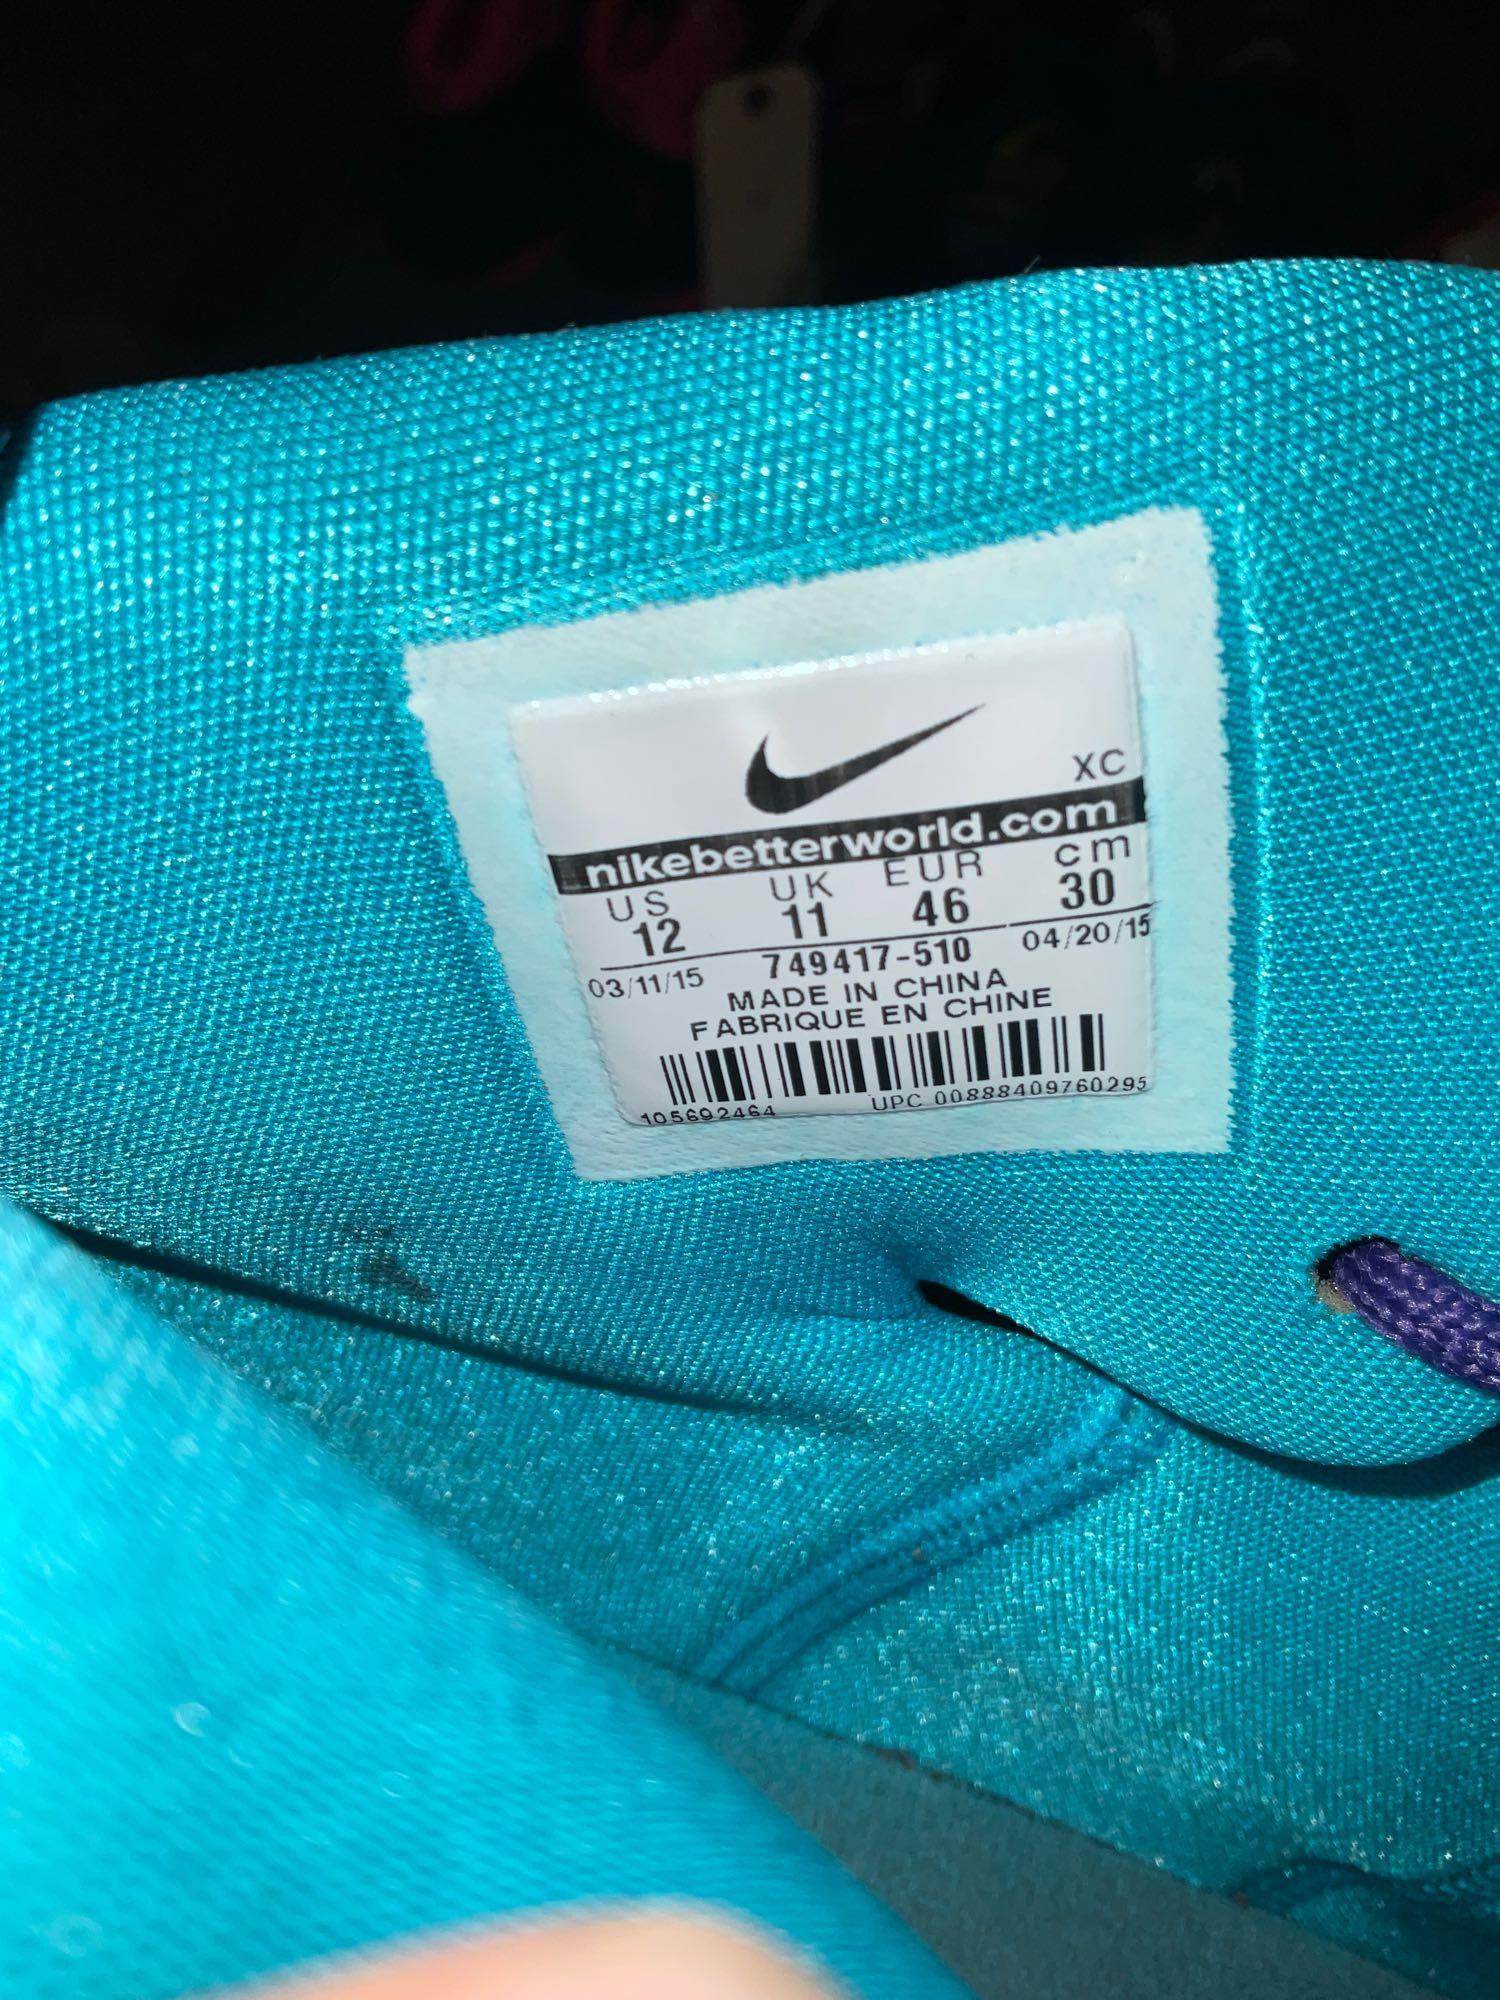 XC
nikebetterworld.com
US UK EUR cm
12 11 46 30
03/11/15 749417-510 04/20/15
MADE IN CHINA
FABRIQUE EN CHINE
105692464 UPC 00888409760295